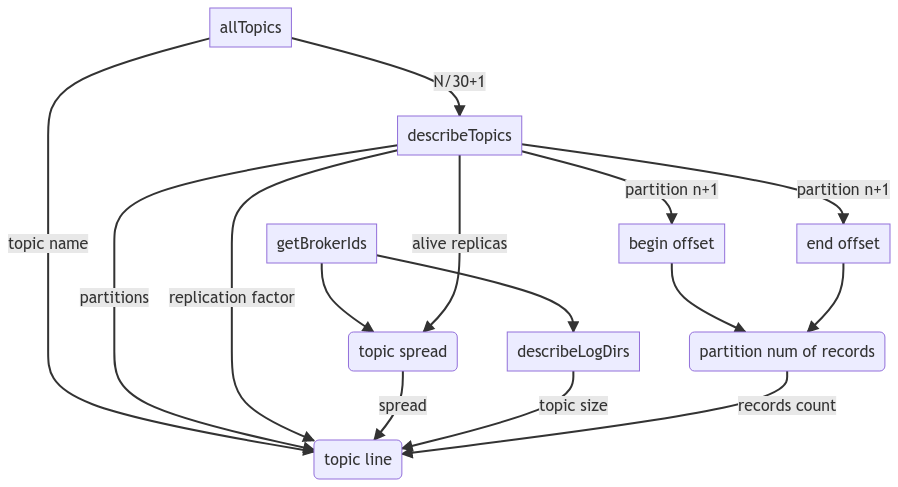 allTopics
N/30+1
describeTopics
partition n+1
partition n+1
topic name
getBrokerIds
alive replicas
begin offset
end offset
partitions
replication factor
topic spread
describeLogDirs
partition num of records
spread
topic size
records count
topic line